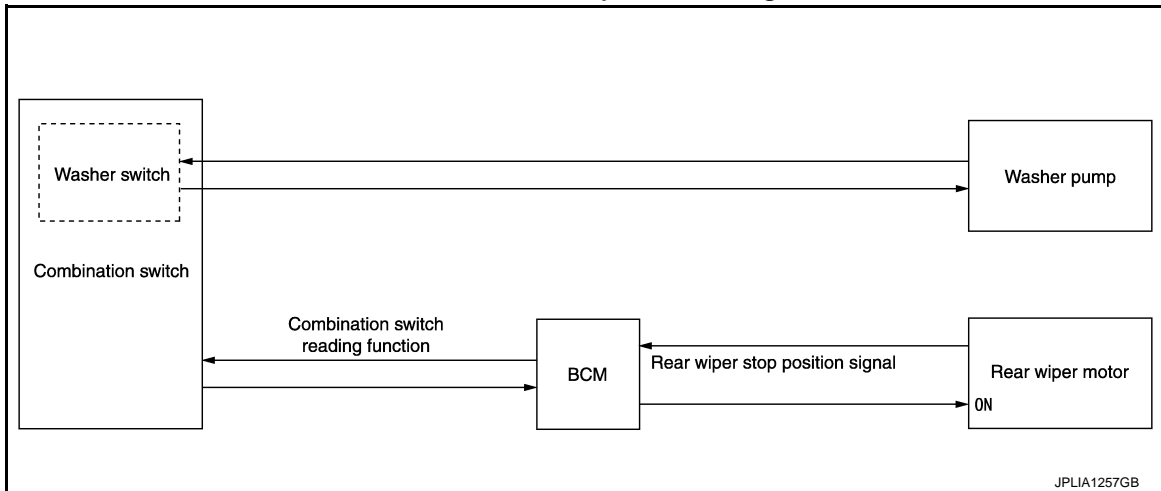 Washer switch
Washer pump
Combination switch
Combination switch
reading function
BCM
Rear wiper stop position signal
Rear wiper motor
ON
JPLIA1257GB